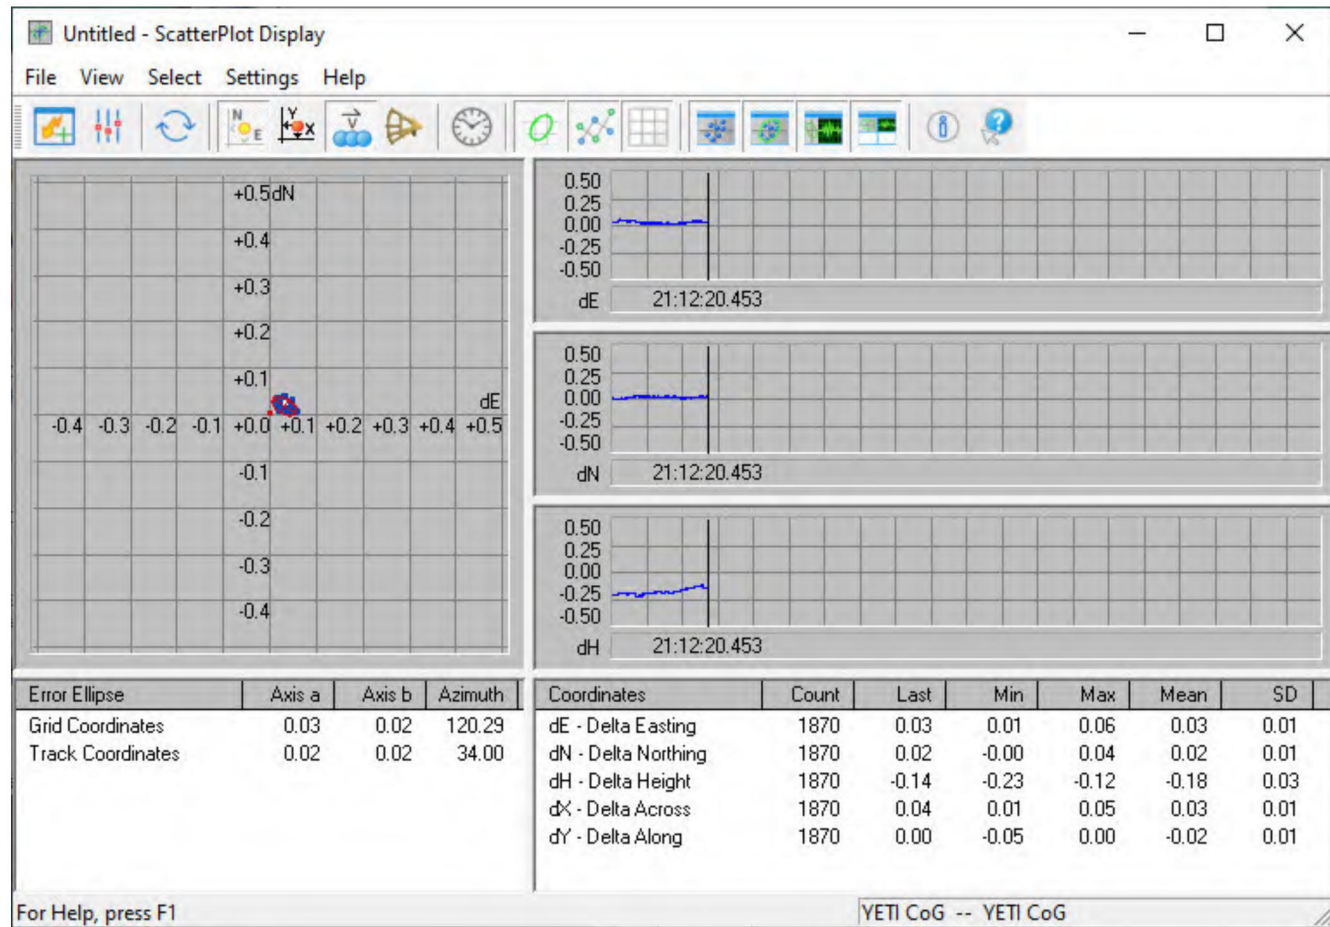 Untitled - ScatterPlot Display
File View Select Settings Help
N E Y X V
+0.5 dN
+0.4
+0.3
+0.2
+0.1
dE
-0.4 -0.3 -0.2 -0.1 +0.0 +0.1 +0.2 +0.3 +0.4 +0.5
-0.1
-0.2
-0.3
-0.4
0.50
0.25
0.00
-0.25
-0.50
dE 21:12:20.453
0.50
0.25
0.00
-0.25
-0.50
dN 21:12:20.453
0.50
0.25
0.00
-0.25
-0.50
dH 21:12:20.453
Error Ellipse Axis a Axis b Azimuth
Grid Coordinates 0.03 0.02 120.29
Track Coordinates 0.02 0.02 34.00
Coordinates Count Last Min Max Mean SD
dE - Delta Easting 1870 0.03 0.01 0.06 0.03 0.01
dN - Delta Northing 1870 0.02 -0.00 0.04 0.02 0.01
dH - Delta Height 1870 -0.14 -0.23 -0.12 -0.18 0.03
dX - Delta Across 1870 0.04 0.01 0.05 0.03 0.01
dY - Delta Along 1870 0.00 -0.05 0.00 -0.02 0.01
For Help, press F1
YETI CoG -- YETI CoG